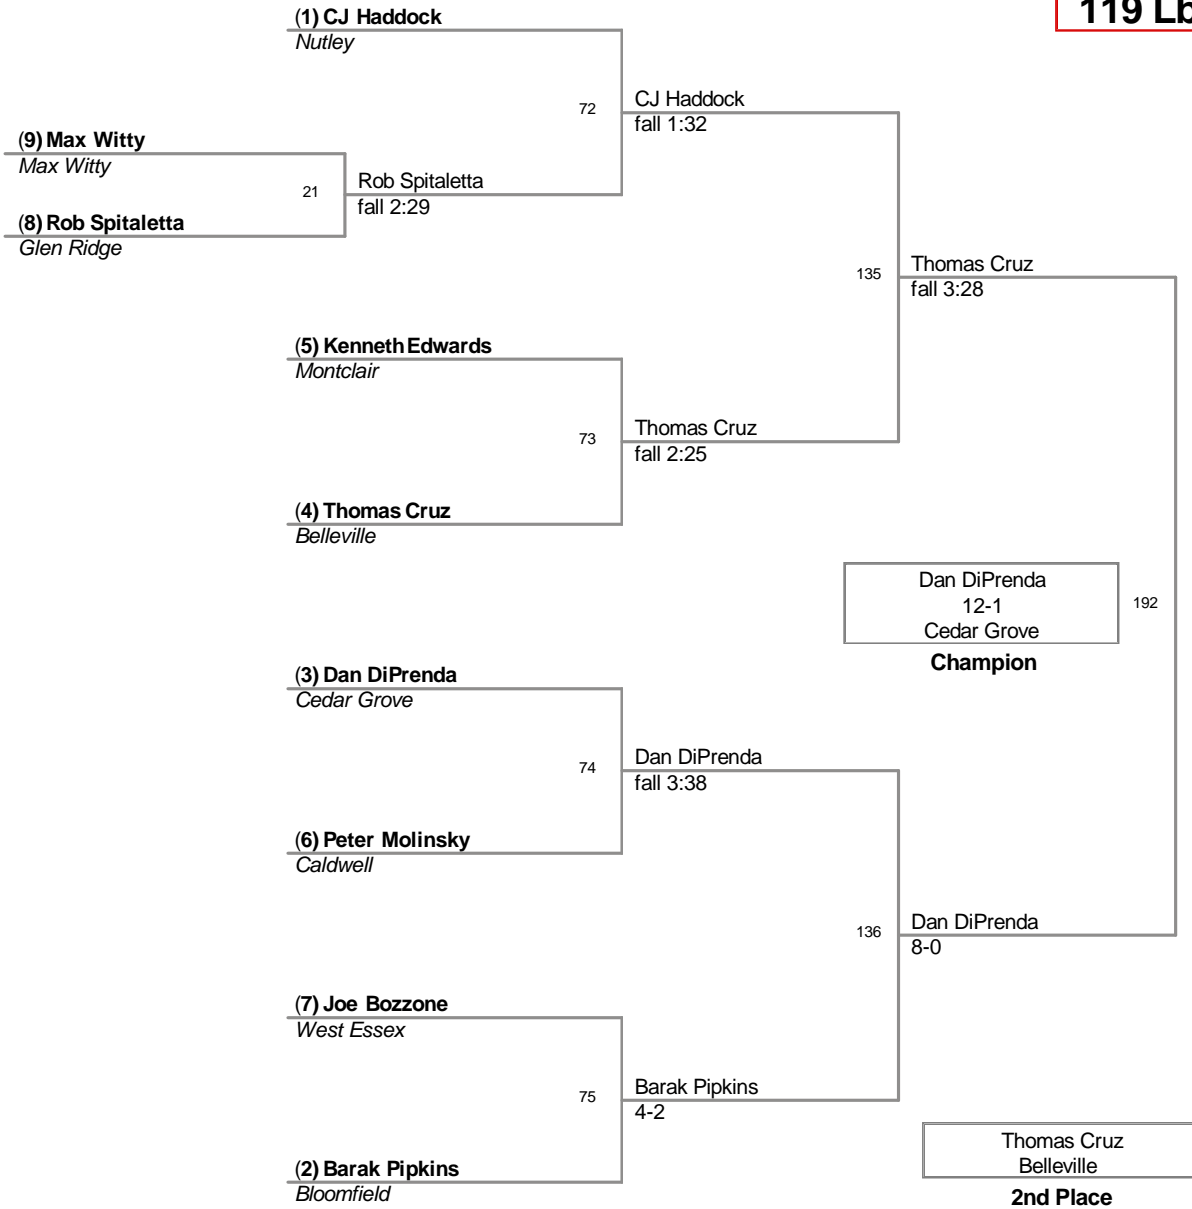 119 Lb
(1) CJ Haddock
Nutley
72
CJ Haddock
fall 1:32
(9) Max Witty
Max Witty
21
Rob Spitaletta
fall 2:29
(8) Rob Spitaletta
Glen Ridge
135
Thomas Cruz
fall 3:28
(5) Kenneth Edwards
Montclair
73
Thomas Cruz
fall 2:25
(4) Thomas Cruz
Belleville
Dan DiPrenda
12-1
Cedar Grove
192
Champion
(3) Dan DiPrenda
Cedar Grove
74
Dan DiPrenda
fall 3:38
(6) Peter Molinsky
Caldwell
136
Dan DiPrenda
8-0
(7) Joe Bozzone
West Essex
75
Barak Pipkins
4-2
(2) Barak Pipkins
Bloomfield
Thomas Cruz
Belleville
2nd Place